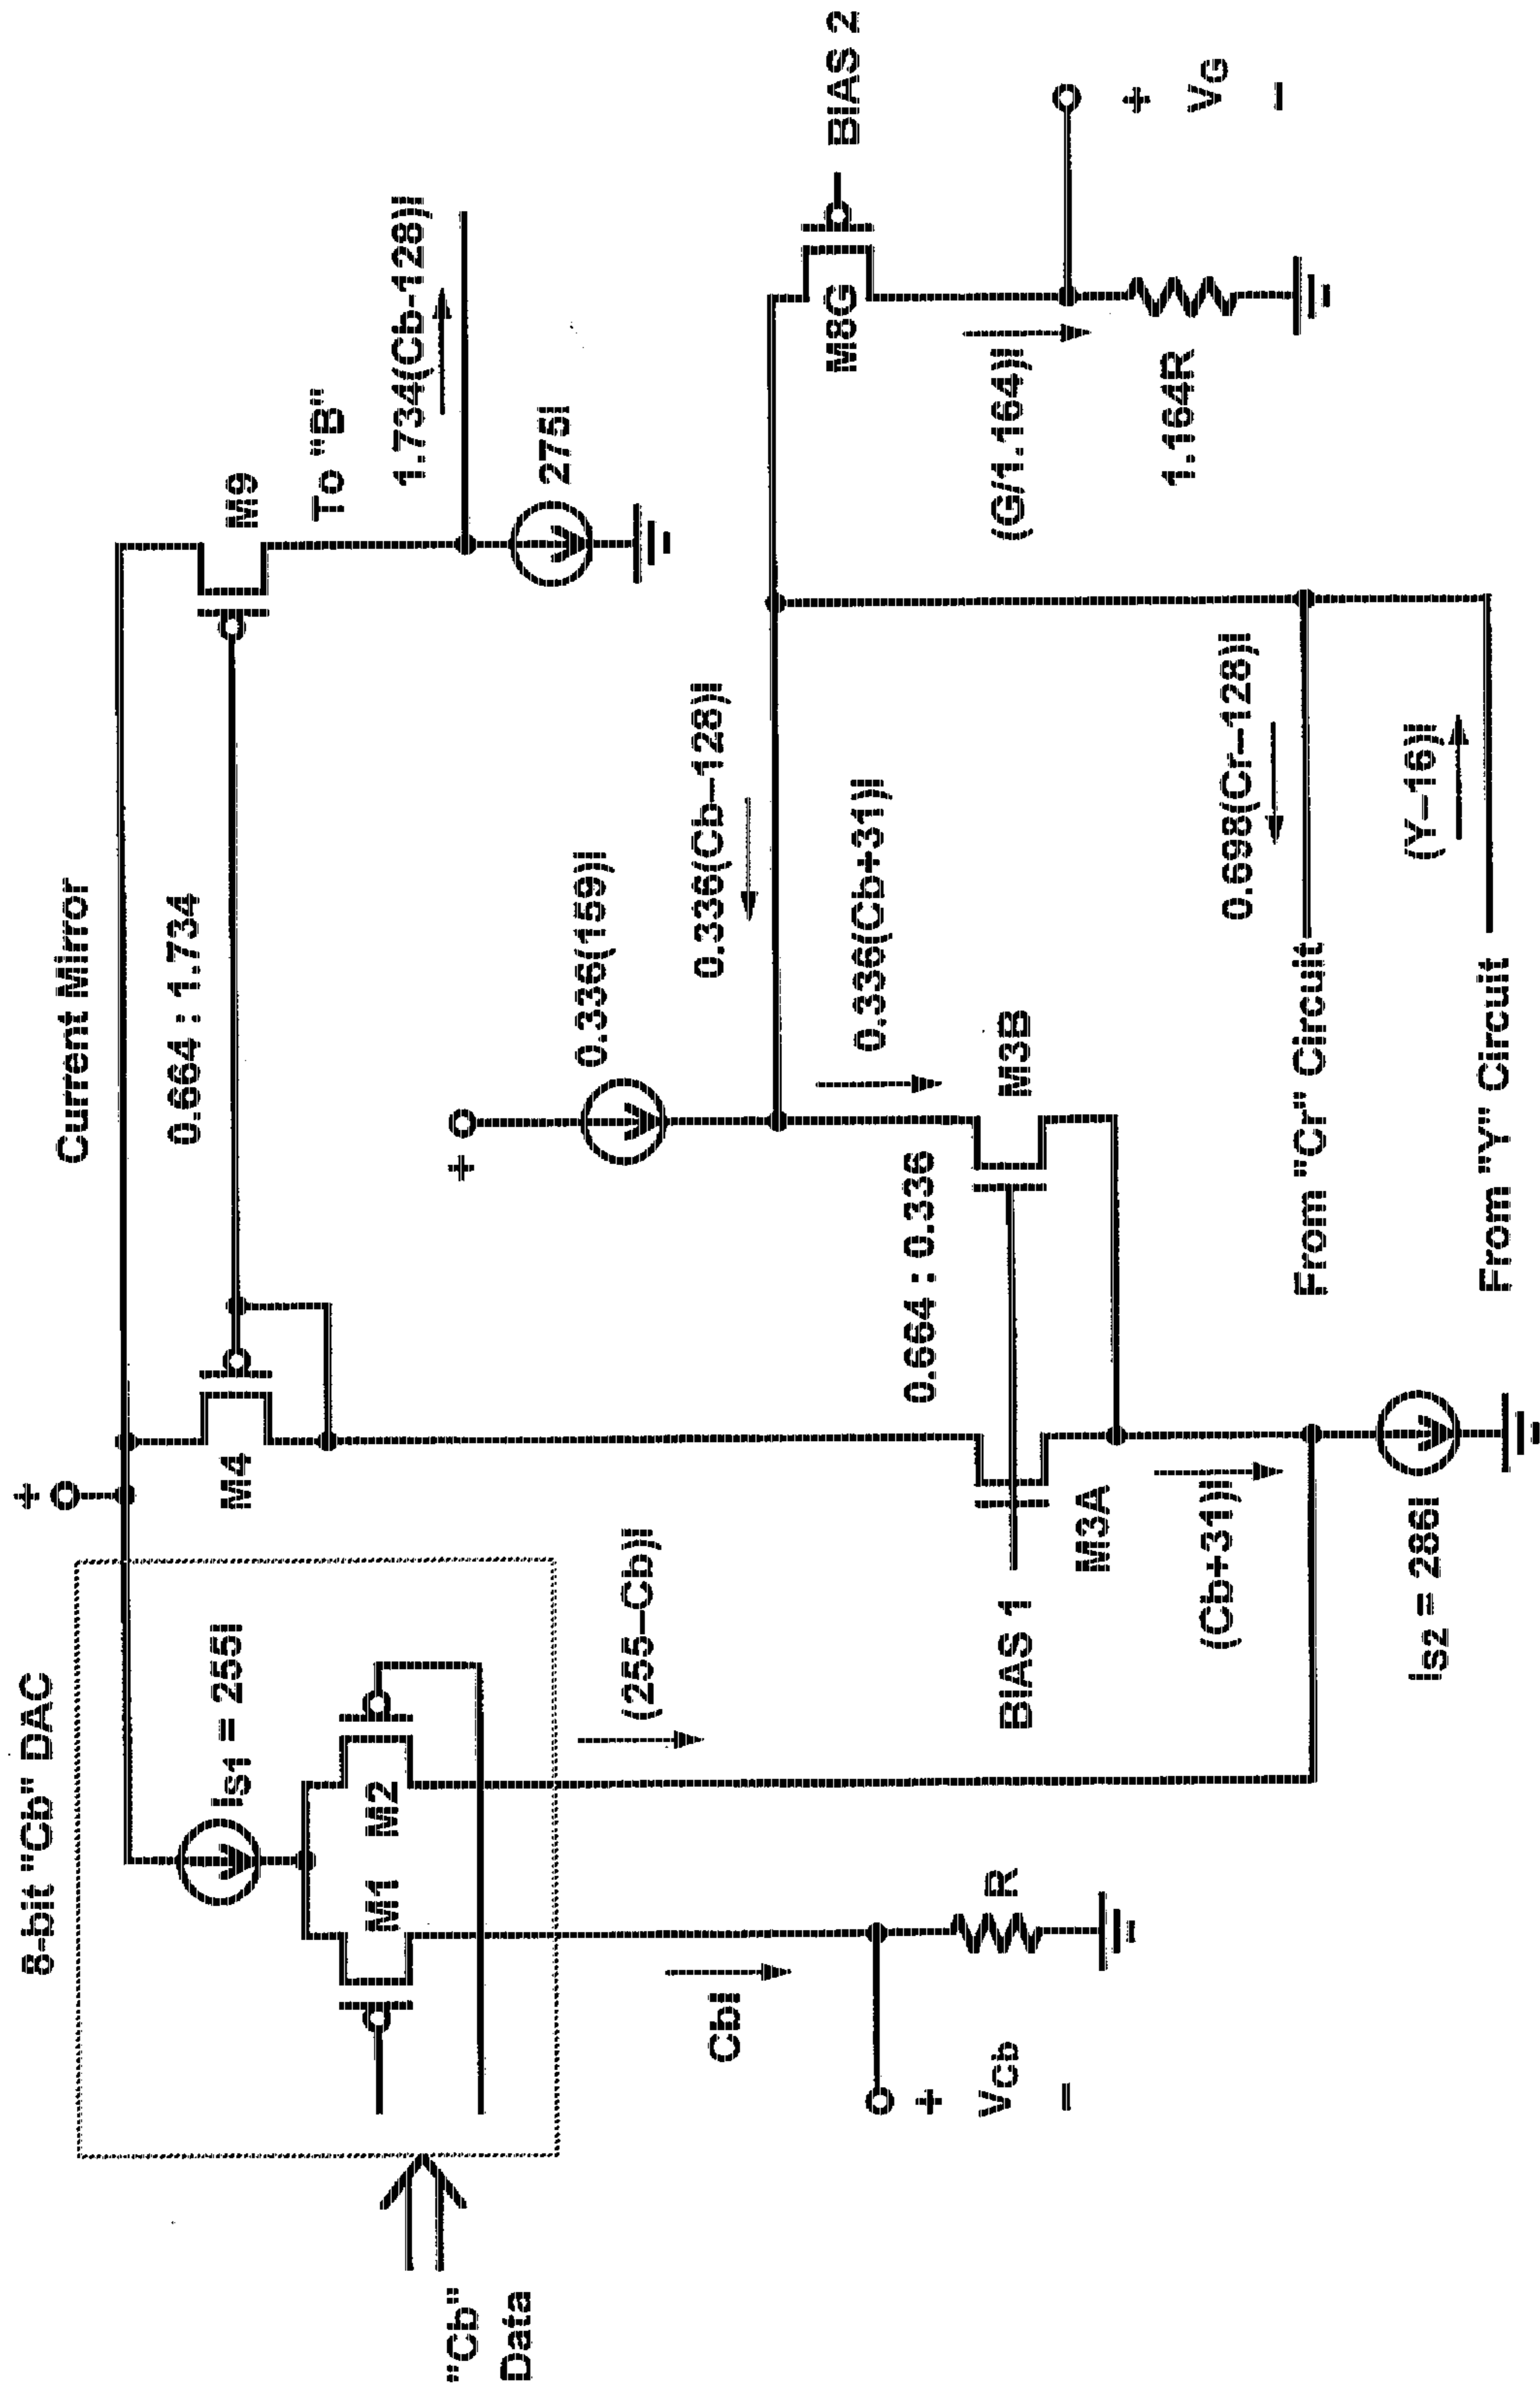 8-bit "Cb" DAC
Current Mirror
+
0.664 : 1.734
M4
M9
IS1 = 255I
M1
M2
To "B"
1.734(Cb-128)I
275I
"Cb"
Data
(255–Cb)I
+
0.336(159)I
0.336(Cb–128)I
CbI
0.336(Cb+31)I
M8G
BIAS 2
0.664 : 0.336
+
VCb
–
R
BIAS 1
M3A
M3B
(G/1.164)I
1.164R
+
VG
–
(Cb+31)I
0.698(Cr–128)I
From "Cr" Circuit
IS2 = 286I
(Y–16)I
From "Y" Circuit